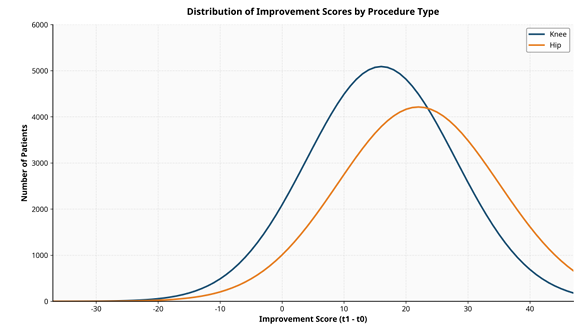 Distribution of Improvement Scores by Procedure Type
Knee
Hip
Number of Patients
6000
5000
4000
3000
2000
1000
0
-30 -20 -10 0 10 20 30 40
Improvement Score (t1 - t0)